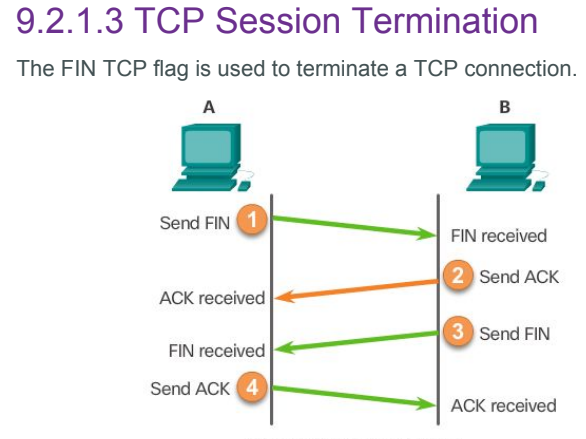 9.2.1.3 TCP Session Termination
The FIN TCP flag is used to terminate a TCP connection.
A
B
Send FIN 1
FIN received
2 Send ACK
ACK received
3 Send FIN
FIN received
Send ACK 4
ACK received